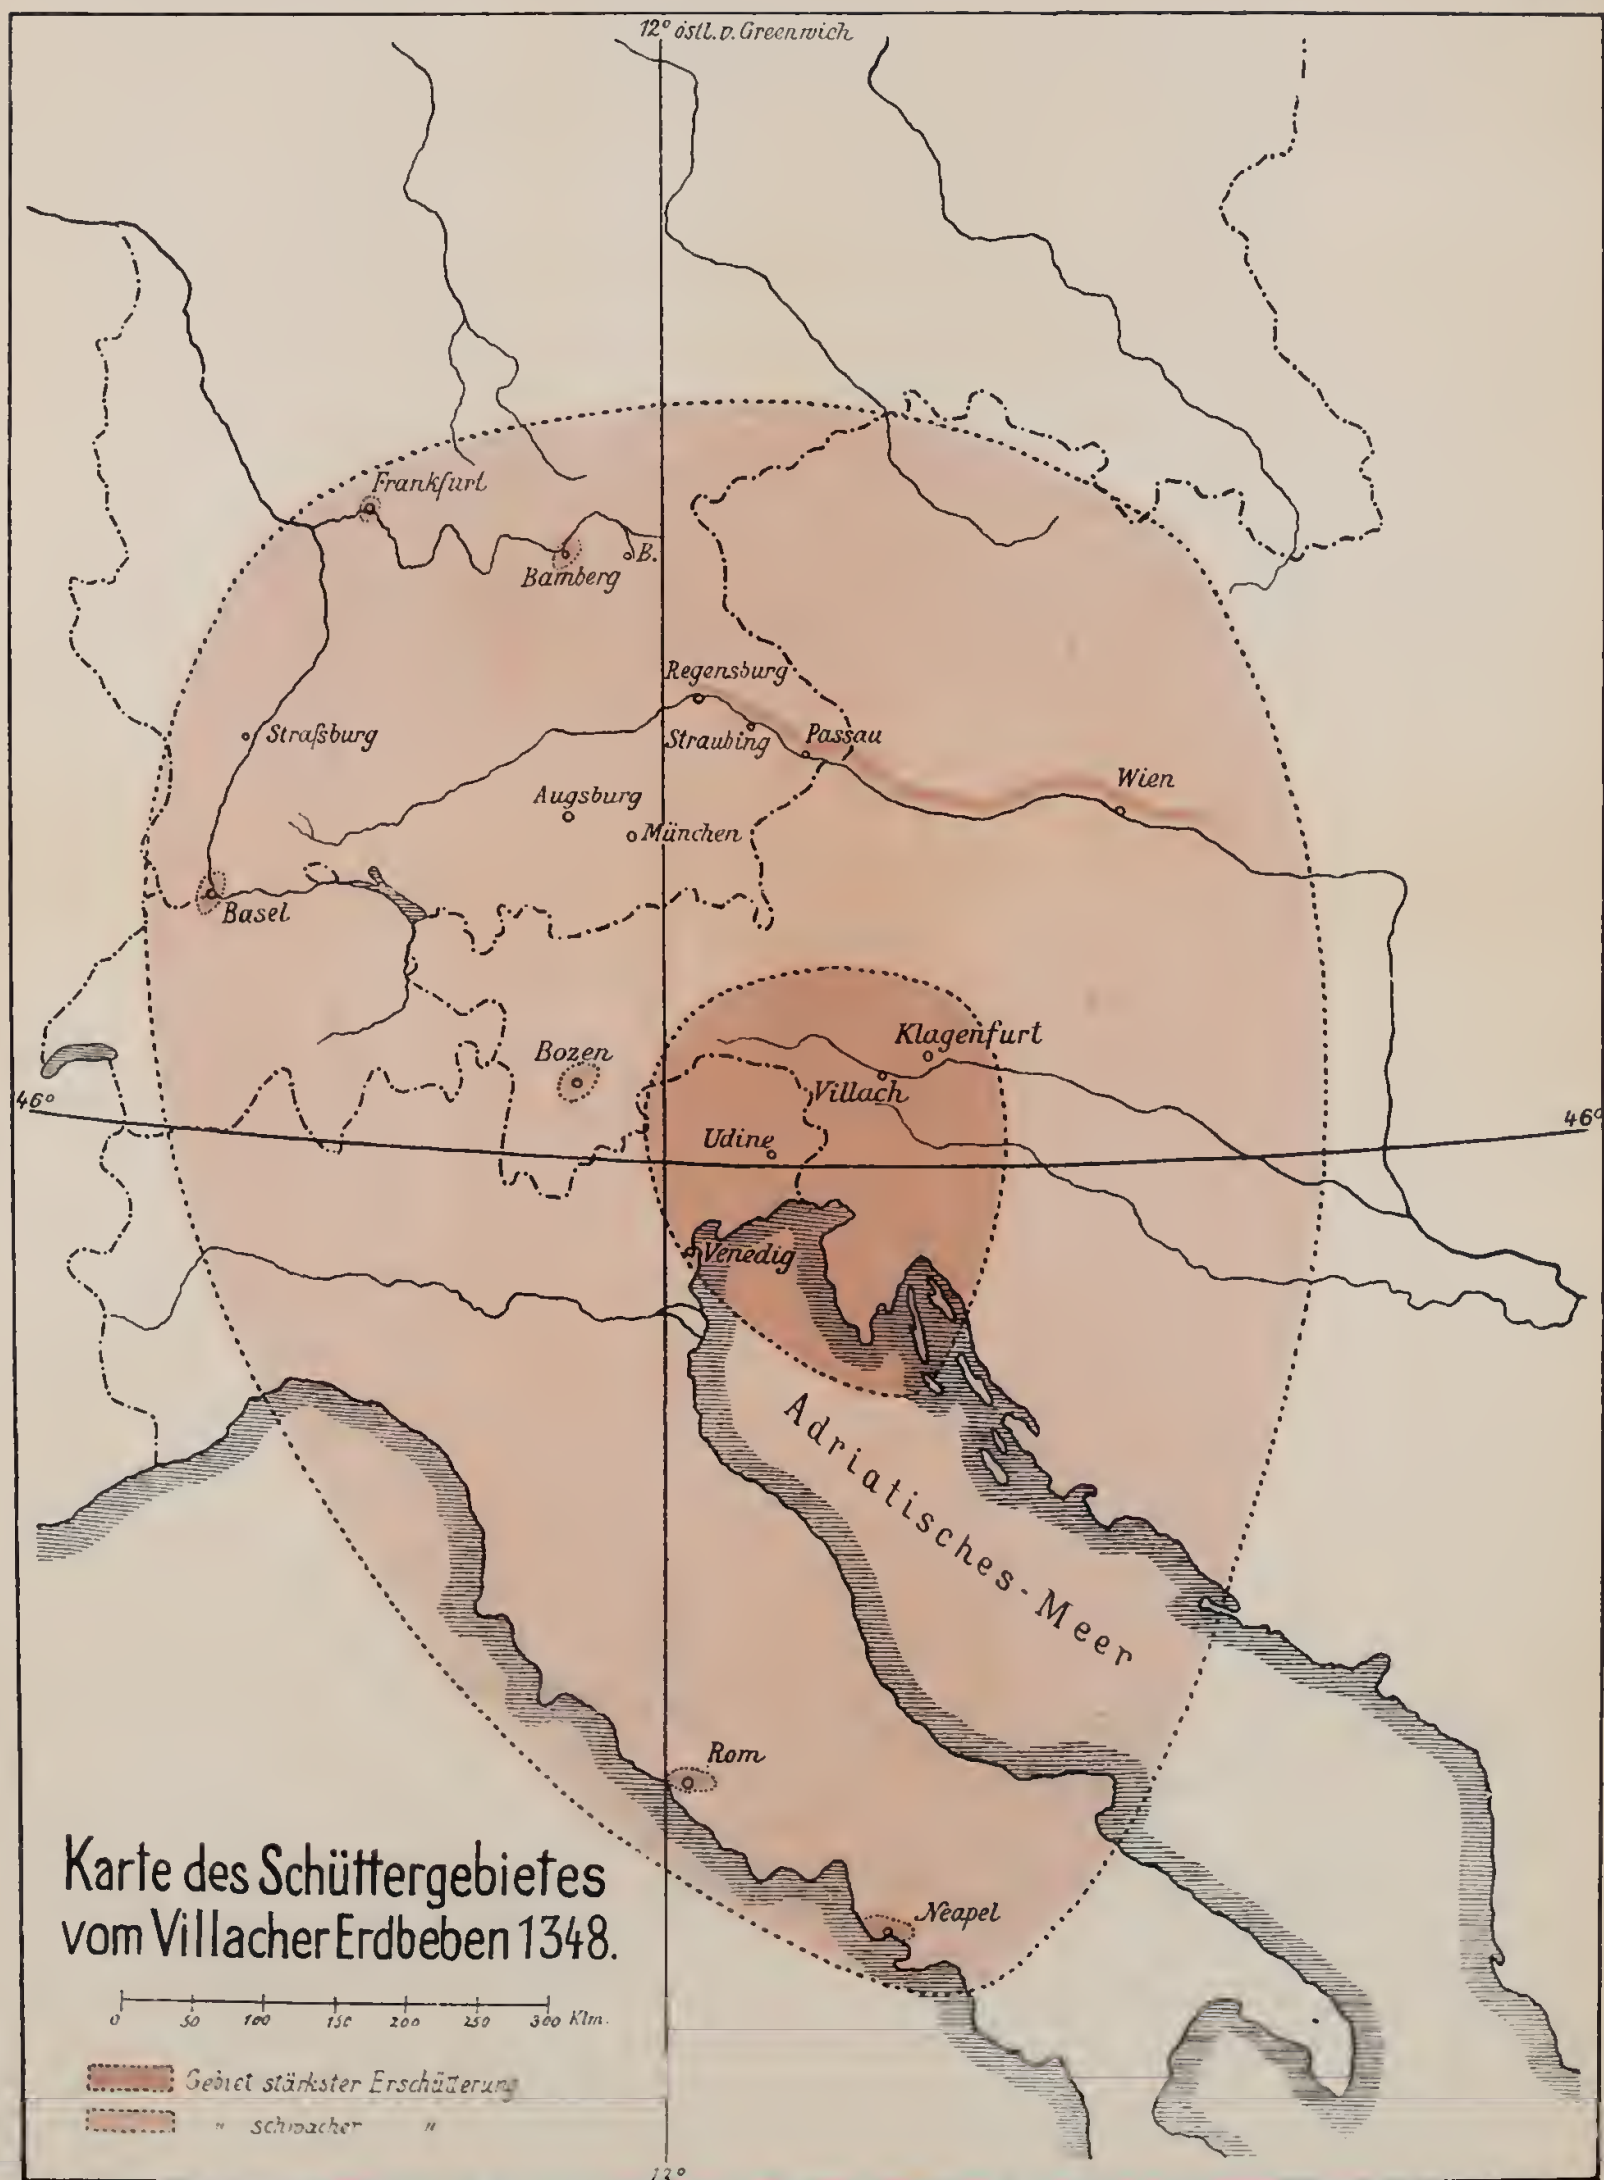 12° östl. v. Greenwich
Frankfurt
B.
Bamberg
Regensburg
Straßburg
Straubing
Passau
Wien
Augsburg
München
Basel
Klagenfurt
Bozen
Villach
46°
46°
Udine
Venedig
Adriatisches-Meer
Rom
Karte des Schüttergebietes
vom Villacher Erdbeben 1348.
Neapel
0 50 100 150 200 250 300 Klm.
Gebiet stärkster Erschütterung
" schwacher "
12°